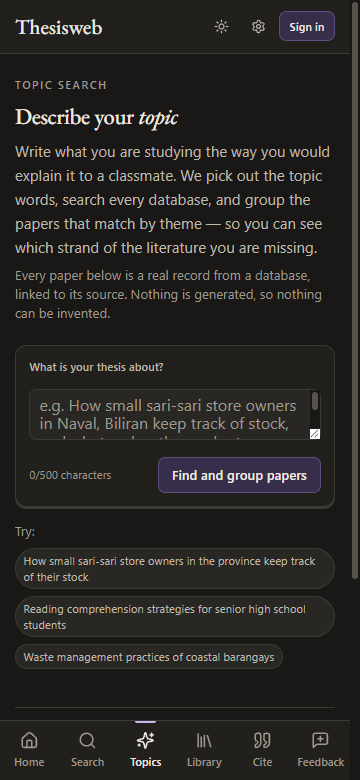 Thesisweb
Sign in
TOPIC SEARCH
Describe your topic
Write what you are studying the way you would
explain it to a classmate. We pick out the topic
words, search every database, and group the
papers that match by theme — so you can see
which strand of the literature you are missing.
Every paper below is a real record from a database,
linked to its source. Nothing is generated, so nothing
can be invented.
What is your thesis about?
e.g. How small sari-sari store owners
in Naval, Biliran keep track of stock,
0/500 characters
Find and group papers
Try:
How small sari-sari store owners in the province keep track
of their stock
Reading comprehension strategies for senior high school
students
Waste management practices of coastal barangays
Home
Search
Topics
Library
Cite
Feedback